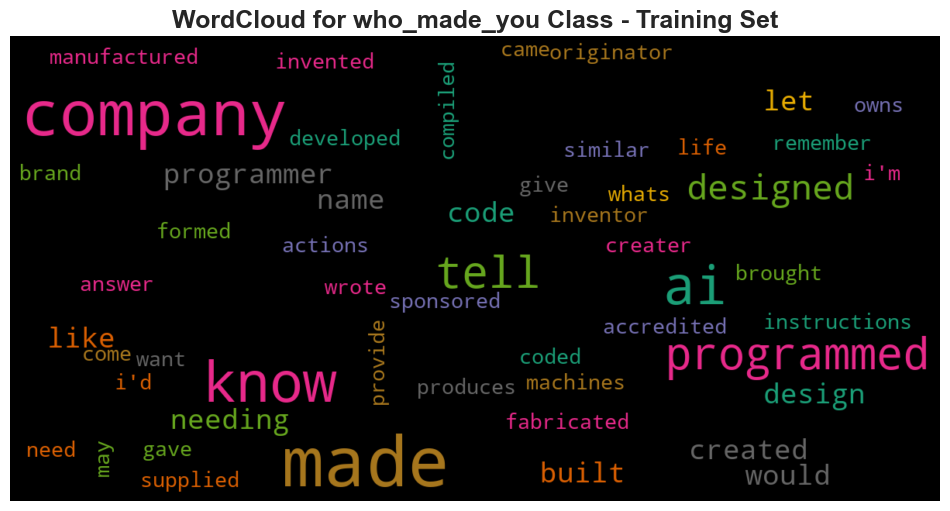 WordCloud for who_made_you Class - Training Set
came originator
manufactured invented
compiled
company
let owns
developed
remember
similar life
brand programmer
give
i'm
whats designed
name
code inventor
formed
actions creater
tell
ai brought
answer wrote
sponsored
accredited instructions
like
provide
come want
coded
programmed
i'd know
produces machines
design
needing
fabricated
need may gave
created
made
supplied
built would